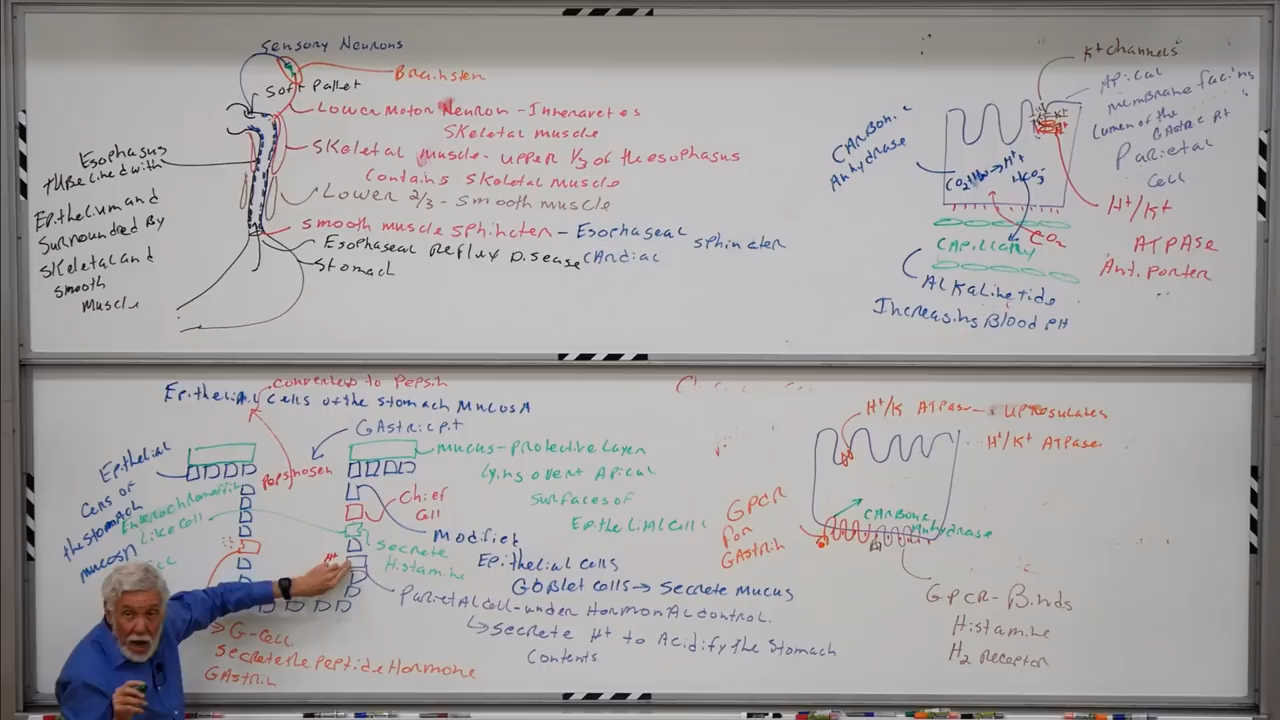 Sensory Neurons
Brainstem
Soft Pallet
Lower Motor Neuron - Innervates
Skeletal muscle
Skeletal muscle - upper 1/3 of the esophagus
contains skeletal muscle
Lower 2/3 - smooth muscle
smooth muscle sphincter - Esophageal sphincter
Cardiac
Esophageal Reflux Disease
Stomach
Esophagus
tube lined with
Epithelium and
surrounded By
skeletal and
smooth
Muscle
K+ channels
Apical
membrane facing
Lumen of the
Gastric pit
Parietal
Cell
Carbonic
Anhydrase
K+
H+
HCO3-
CO2
H+/K+
ATPAse
Antiporter
CAPillary
Alkaline tide
Increasing Blood pH
converted to Pepsin
Epithelial cells of the stomach MucosA
GAstric pit
Epithelial
cells of
the stomach
mucosa
Pepsinogen
Enterochromaffin
Like cell
Mucus - Protective Layer
lying over Apical
surfaces of
Epithelial cells
Chief
cell
Modified
Epithelial cells
Goblet cells → Secrete Mucus
Secrete
Histamine
H+
Parietal cell - under Hormonal control
↳ secrete H+ to Acidify the Stomach
contents
G-cell
secrete the peptide Hormone
GAstrin
H+/K ATPase - upregulates
H+/K+ ATPase
GPCR
for
GAstrin
CArbonic
Anhydrase
GPCR - Binds
Histamine
H2 Receptor